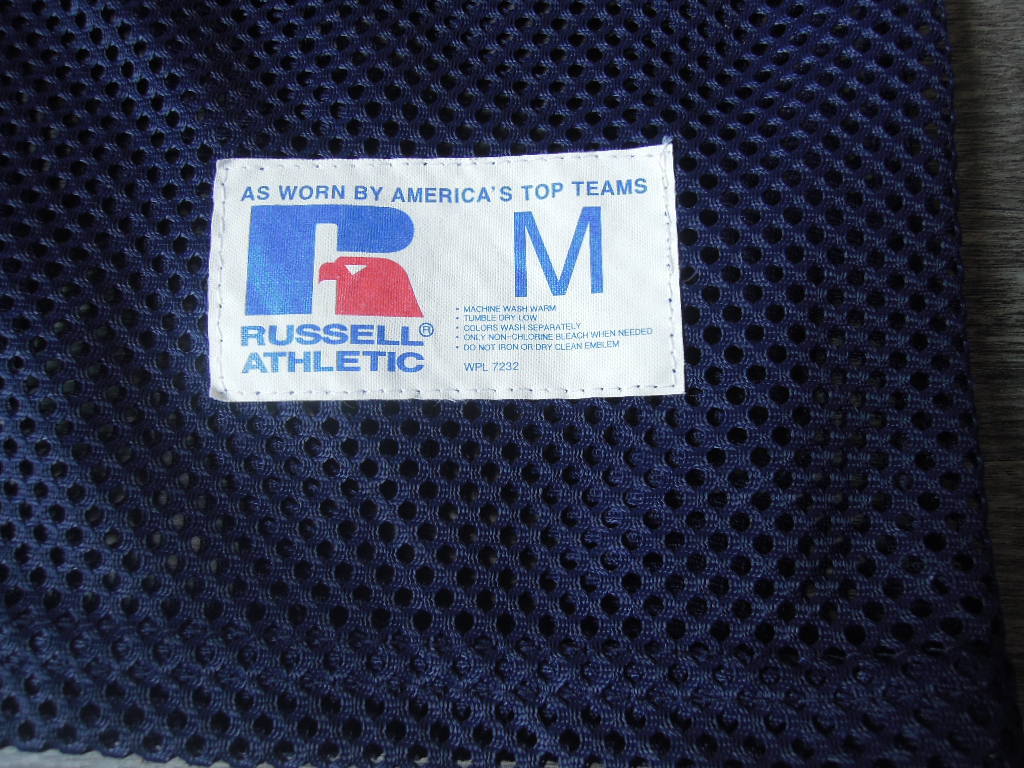 AS WORN BY AMERICA'S TOP TEAMS
R
M
RUSSELL®
ATHLETIC
• MACHINE WASH WARM
• TUMBLE DRY LOW
• COLORS WASH SEPARATELY
• ONLY NON-CHLORINE BLEACH WHEN NEEDED
• DO NOT IRON OR DRY CLEAN EMBLEM
WPL 7232